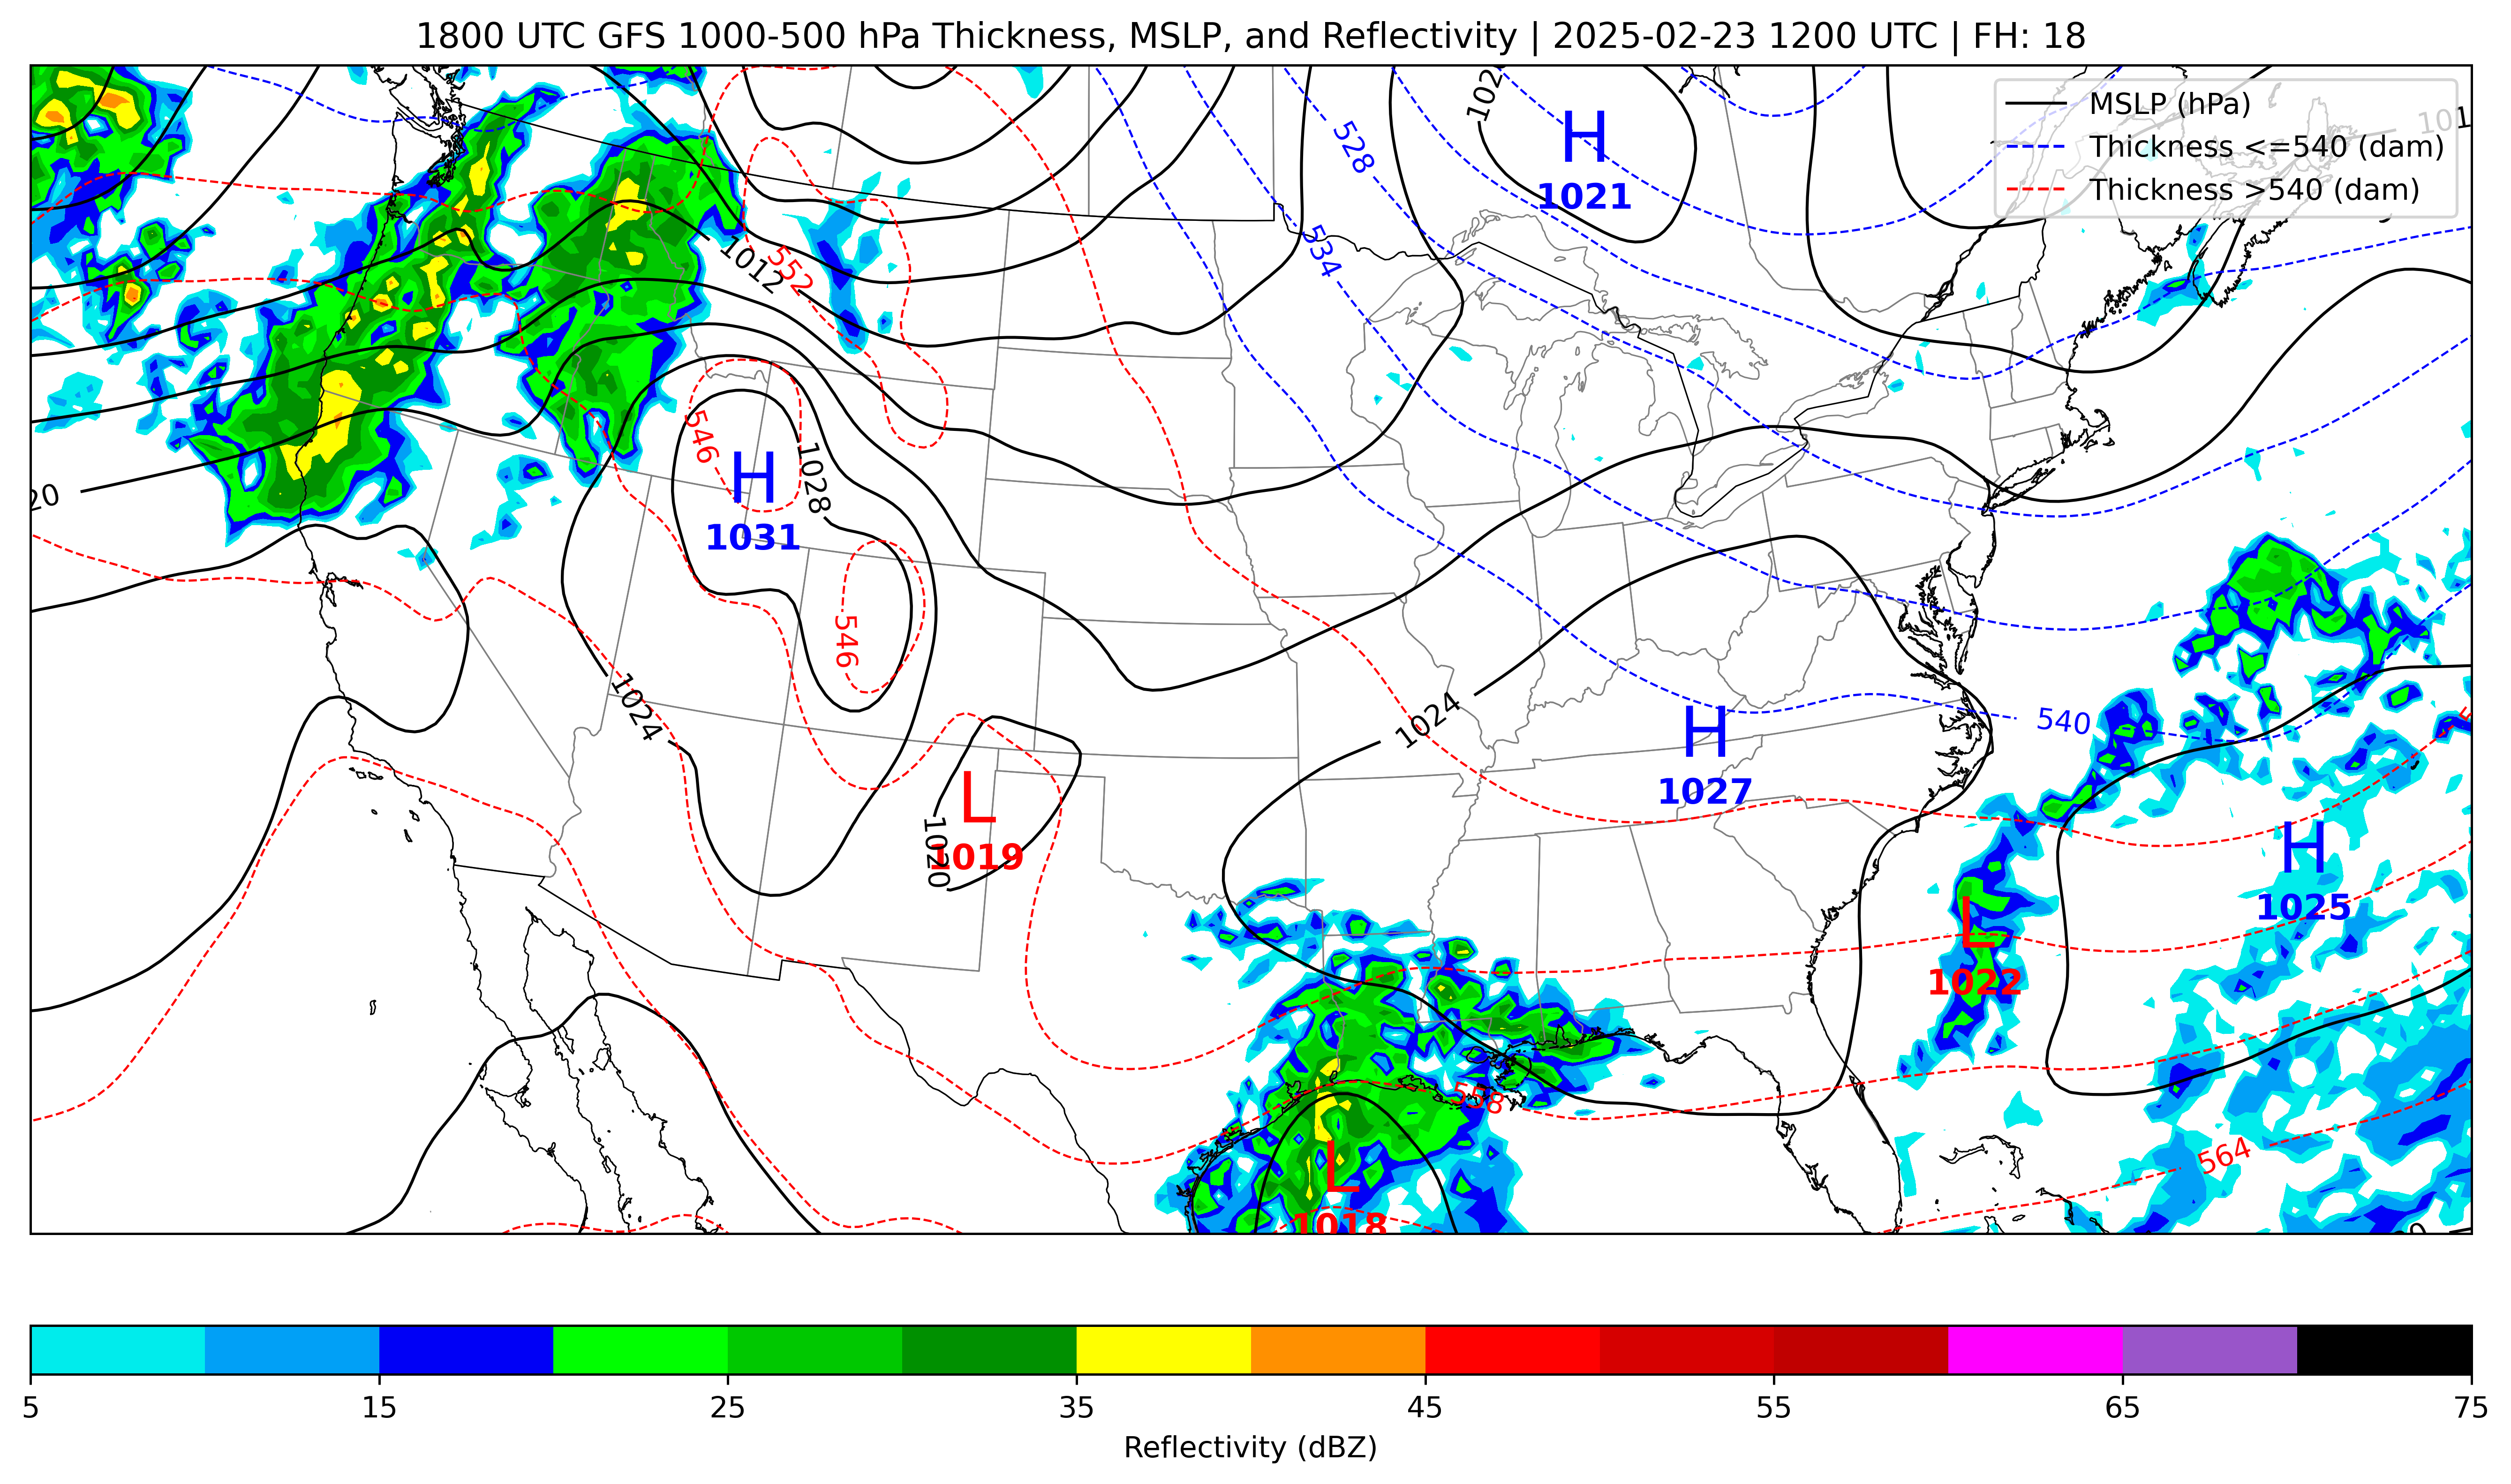 1800 UTC GFS 1000-500 hPa Thickness, MSLP, and Reflectivity | 2025-02-23 1200 UTC | FH: 18
MSLP (hPa)
Thickness <=540 (dam)
Thickness >540 (dam)
102
101
H
1021
528
534
1012
552
546
H
1031
1028
20
546
1024
1024
H
1027
540
L
1019
1020
H
1025
L
1022
558
564
L
1018
5 15 25 35 45 55 65 75
Reflectivity (dBZ)